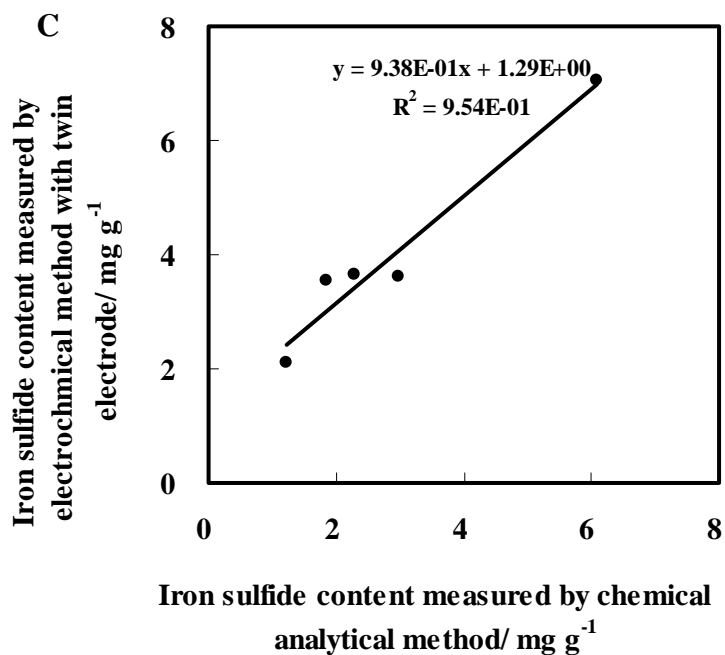 C
8
y = 9.38E-01x + 1.29E+00
R² = 9.54E-01
6
4
2
0
0 2 4 6 8
Iron sulfide content measured by
electrochmical method with twin
electrode/ mg g⁻¹
Iron sulfide content measured by chemical
analytical method/ mg g⁻¹